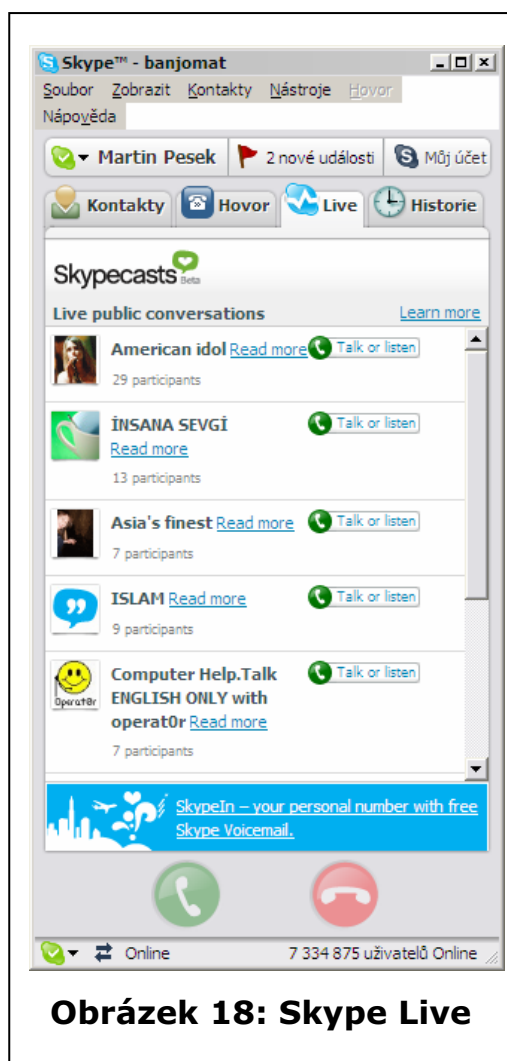 Skype™ - banjomat
Soubor Zobrazit Kontakty Nástroje Hovor
Nápověda
Martin Pesek 2 nové události Můj účet
Kontakty Hovor Live Historie
Skypecasts Beta
Live public conversations Learn more
American idol Read more Talk or listen
29 participants
İNSANA SEVGİ Talk or listen
Read more
13 participants
Asia's finest Read more Talk or listen
7 participants
ISLAM Read more Talk or listen
9 participants
Computer Help.Talk Talk or listen
ENGLISH ONLY with
Operat0r operat0r Read more
7 participants
SkypeIn – your personal number with free
Skype Voicemail.
Online 7 334 875 uživatelů Online
Obrázek 18: Skype Live